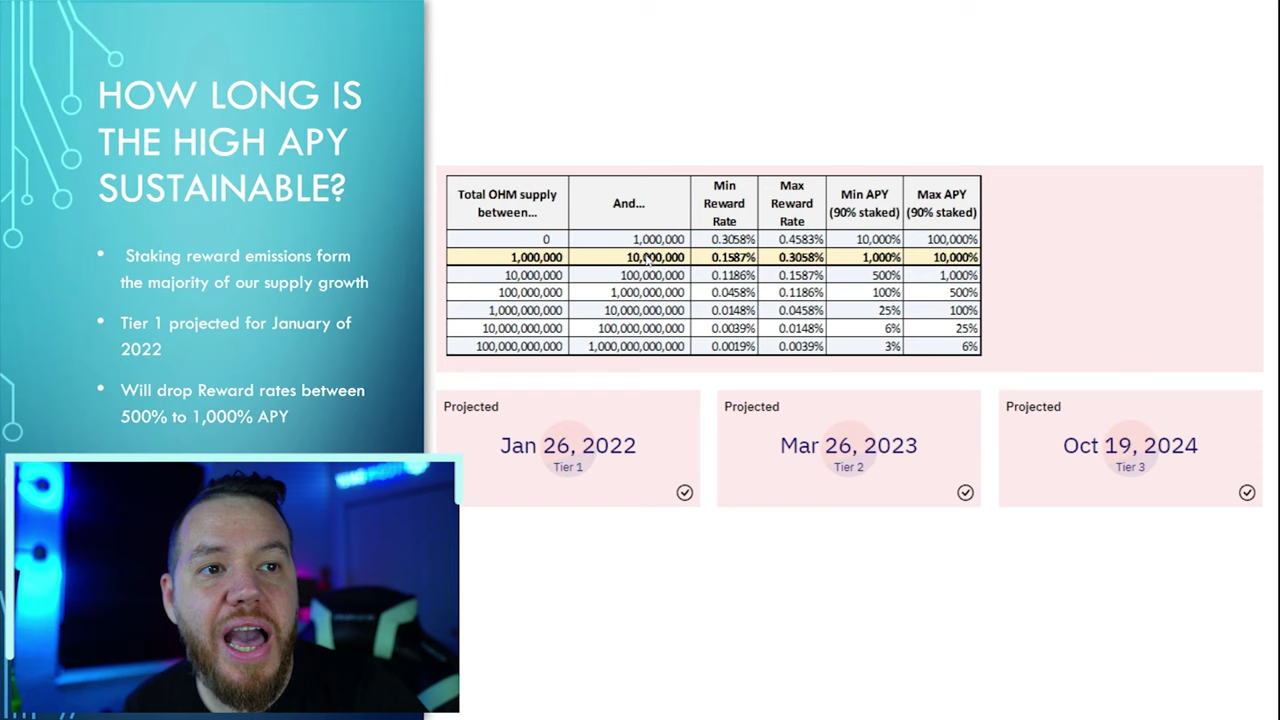 HOW LONG IS
THE HIGH APY
SUSTAINABLE?
• Staking reward emissions form
the majority of our supply growth
• Tier 1 projected for January of
2022
• Will drop Reward rates between
500% to 1,000% APY
Total OHM supply between... And... Min Reward Rate Max Reward Rate Min APY (90% staked) Max APY (90% staked)
0 1,000,000 0.3058% 0.4583% 10,000% 100,000%
1,000,000 10,000,000 0.1587% 0.3058% 1,000% 10,000%
10,000,000 100,000,000 0.1186% 0.1587% 500% 1,000%
100,000,000 1,000,000,000 0.0458% 0.1186% 100% 500%
1,000,000,000 10,000,000,000 0.0148% 0.0458% 25% 100%
10,000,000,000 100,000,000,000 0.0039% 0.0148% 6% 25%
100,000,000,000 1,000,000,000,000 0.0019% 0.0039% 3% 6%
Projected
Jan 26, 2022
Tier 1
Projected
Mar 26, 2023
Tier 2
Projected
Oct 19, 2024
Tier 3